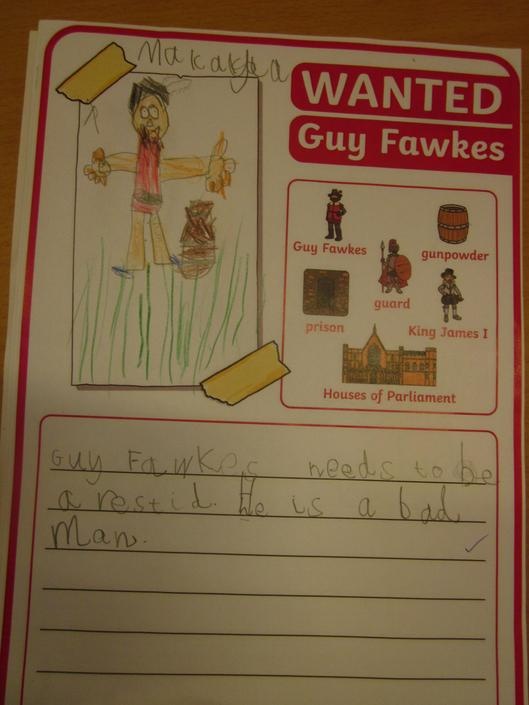 Makakya
WANTED
Guy Fawkes
Guy Fawkes
gunpowder
guard
prison
King James I
Houses of Parliament
Guy Fawkes needs to be
a restid. He is a bad
Man.